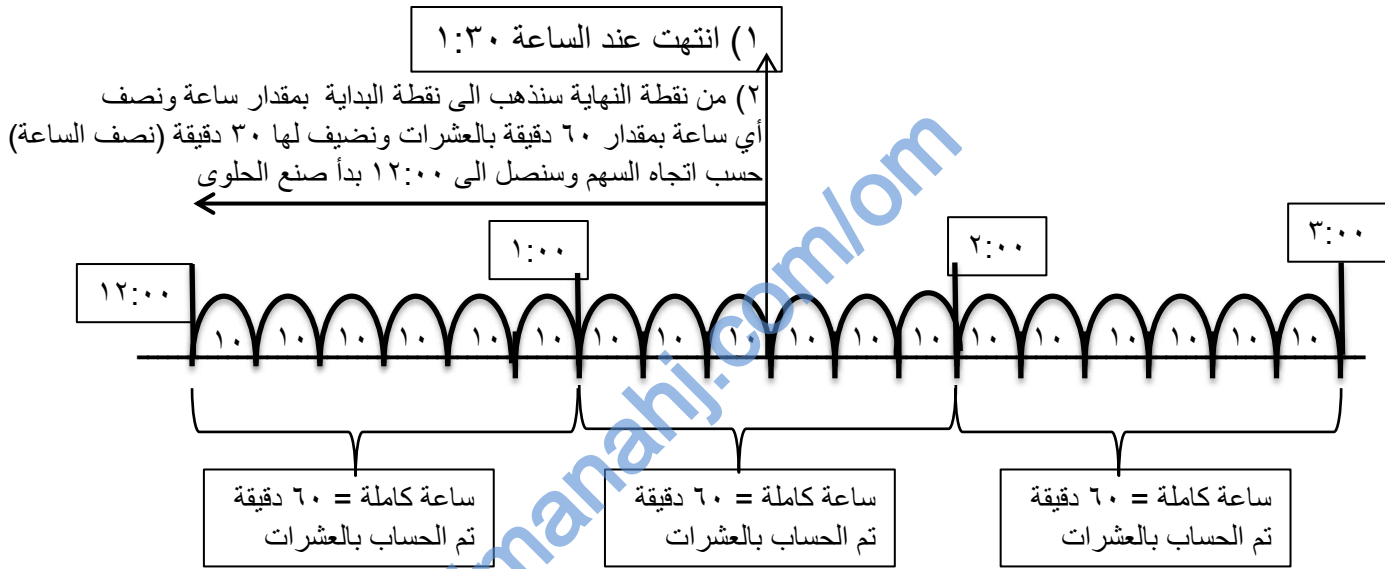 ١) انتهت عند الساعة ١:٣٠
٢) من نقطة النهاية سنذهب الى نقطة البداية بمقدار ساعة ونصف
أي ساعة بمقدار ٦٠ دقيقة بالعشرات ونضيف لها ٣٠ دقيقة (نصف الساعة)
حسب اتجاه السهم وسنصل الى ١٢:٠٠ بدأ صنع الحلوى
١٢:٠٠
١:٠٠
٢:٠٠
٣:٠٠
١٠ ١٠ ١٠ ١٠ ١٠ ١٠ ١٠ ١٠ ١٠ ١٠ ١٠ ١٠ ١٠ ١٠ ١٠ ١٠ ١٠ ١٠
ساعة كاملة = ٦٠ دقيقة
تم الحساب بالعشرات
ساعة كاملة = ٦٠ دقيقة
تم الحساب بالعشرات
ساعة كاملة = ٦٠ دقيقة
تم الحساب بالعشرات
manahj.com/om